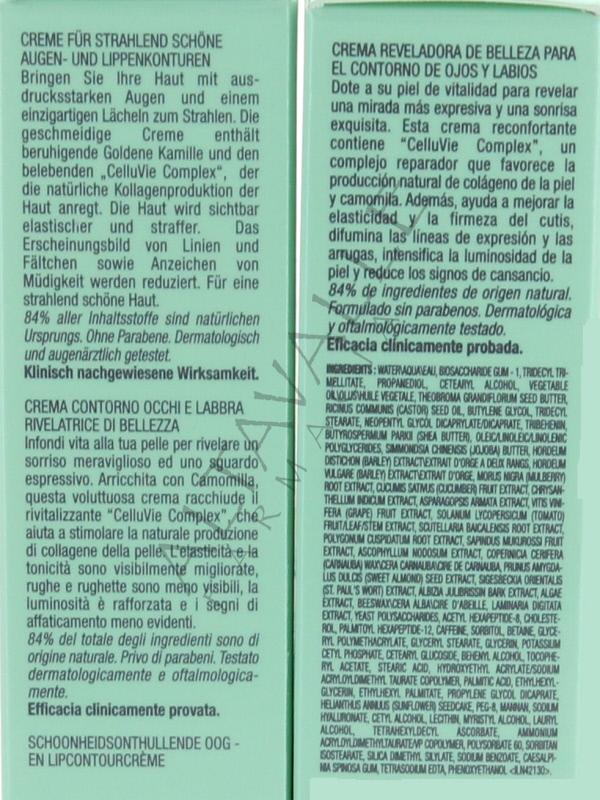 CREME FÜR STRAHLEND SCHÖNE
AUGEN- UND LIPPENKONTUREN
Bringen Sie Ihre Haut mit aus-
drucksstarken Augen und einem
einzigartigen Lächeln zum Strahlen. Die
geschmeidige Creme enthält
beruhigende Goldene Kamille und den
belebenden „CelluVie Complex", der
die natürliche Kollagenproduktion der
Haut anregt. Die Haut wird sichtbar
elastischer und straffer. Das
Erscheinungsbild von Linien und
Fältchen sowie Anzeichen von
Müdigkeit werden reduziert. Für eine
strahlend schöne Haut.
84% aller Inhaltsstoffe sind natürlichen
Ursprungs. Ohne Parabene. Dermatologisch
und augenärztlich getestet.
Klinisch nachgewiesene Wirksamkeit.
CREMA CONTORNO OCCHI E LABBRA
RIVELATRICE DI BELLEZZA
Infondi vita alla tua pelle per rivelare un
sorriso meraviglioso ed uno sguardo
espressivo. Arricchita con Camomilla,
questa voluttuosa crema racchiude il
rivitalizzante "CelluVie Complex", che
aiuta a stimolare la naturale produzione
di collagene della pelle. L'elasticità e la
tonicità sono visibilmente migliorate,
rughe e rughette sono meno visibili, la
luminosità è rafforzata e i segni di
affaticamento meno evidenti.
84% del totale degli ingredienti sono di
origine naturale. Privo di parabeni. Testato
dermatologicamente e oftalmologica-
mente.
Efficacia clinicamente provata.
SCHOONHEIDSONTHULLENDE OOG -
EN LIPCONTOURCRÈME
CREMA REVELADORA DE BELLEZA PARA
EL CONTORNO DE OJOS Y LABIOS
Dote a su piel de vitalidad para revelar
una mirada más expresiva y una sonrisa
exquisita. Esta crema reconfortante
contiene "CelluVie Complex", un
complejo reparador que favorece la
producción natural de colágeno de la piel
y camomila. Además, ayuda a mejorar la
elasticidad y la firmeza del cutis,
difumina las líneas de expresión y las
arrugas, intensifica la luminosidad de la
piel y reduce los signos de cansancio.
84% de ingredientes de origen natural.
Formulado sin parabenos. Dermatológica
y oftalmológicamente testado.
Eficacia clínicamente probada.
INGREDIENTS : WATER\AQUA\EAU, BIOSACCHARIDE GUM - 1, TRIDECYL TRI-
MELLITATE, PROPANEDIOL, CETEARYL ALCOHOL, VEGETABLE
OIL\OLUS\HUILE VEGETALE, THEOBROMA GRANDIFLORUM SEED BUTTER,
RICINUS COMMUNIS (CASTOR) SEED OIL, BUTYLENE GLYCOL, TRIDECYL
STEARATE, NEOPENTYL GLYCOL DICAPRYLATE/DICAPRATE, TRIBEHENIN,
BUTYROSPERMUM PARKII (SHEA BUTTER), OLEIC/LINOLEIC/LINOLENIC
POLYGLYCERIDES, SIMMONDSIA CHINENSIS (JOJOBA) BUTTER, HORDEUM
DISTICHON (BARLEY) EXTRACT\EXTRAIT D'ORGE A DEUX RANGS, HORDEUM
VULGARE (BARLEY) EXTRACT\EXTRAIT D'ORGE, MORUS NIGRA (MULBERRY)
ROOT EXTRACT, CUCUMIS SATIVUS (CUCUMBER) FRUIT EXTRACT, CHRYSAN-
THELLUM INDICUM EXTRACT, ASPARAGOPSIS ARMATA EXTRACT, VITIS VINI-
FERA (GRAPE) FRUIT EXTRACT, SOLANUM LYCOPERSICUM (TOMATO)
FRUIT/LEAF/STEM EXTRACT, SCUTELLARIA BAICALENSIS ROOT EXTRACT,
POLYGONUM CUSPIDATUM ROOT EXTRACT, SAPINDUS MUKUROSSI FRUIT
EXTRACT, ASCOPHYLLUM NODOSUM EXTRACT, COPERNICIA CERIFERA
(CARNAUBA) WAX\CERA CARNAUBA\CIRE DE CARNAUBA, PRUNUS AMYGDA-
LUS DULCIS (SWEET ALMOND) SEED EXTRACT, SIGESBECKIA ORIENTALIS
(ST. PAUL'S WORT) EXTRACT, ALBIZIA JULIBRISSIN BARK EXTRACT, ALGAE
EXTRACT, BEESWAX\CERA ALBA\CIRE D'ABEILLE, LAMINARIA DIGITATA
EXTRACT, YEAST POLYSACCHARIDES, ACETYL HEXAPEPTIDE-8, CHOLESTE-
ROL, PALMITOYL HEXAPEPTIDE-12, CAFFEINE, SORBITOL, BETAINE, GLYCE-
RYL POLYMETHACRYLATE, GLYCERYL STEARATE, GLYCERIN, POTASSIUM
CETYL PHOSPHATE, CETEARYL GLUCOSIDE, BEHENYL ALCOHOL, TOCOPHE-
RYL ACETATE, STEARIC ACID, HYDROXYETHYL ACRYLATE/SODIUM
ACRYLOYLDIMETHYL TAURATE COPOLYMER, PALMITIC ACID, ETHYLHEXYL-
GLYCERIN, ETHYLHEXYL PALMITATE, PROPYLENE GLYCOL DICAPRATE,
HELIANTHUS ANNUUS (SUNFLOWER) SEEDCAKE, PEG-8, MANNAN, SODIUM
HYALURONATE, CETYL ALCOHOL, LECITHIN, MYRISTYL ALCOHOL, LAURYL
ALCOHOL, TETRAHEXYLDECYL ASCORBATE, AMMONIUM
ACRYLOYLDIMETHYLTAURATE/VP COPOLYMER, POLYSORBATE 60, SORBITAN
ISOSTEARATE, SILICA DIMETHYL SILYLATE, SODIUM BENZOATE, CAESALPI-
NIA SPINOSA GUM, TETRASODIUM EDTA, PHENOXYETHANOL <ILN42130>.